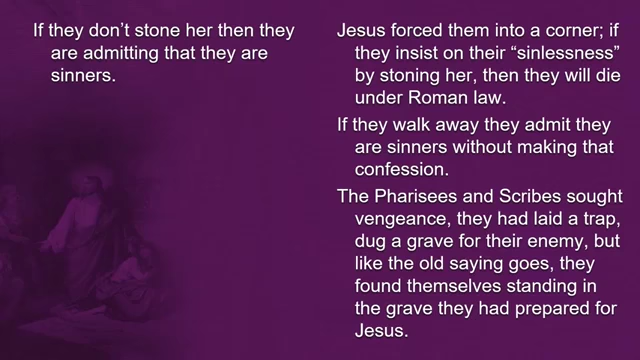 If they don’t stone her then they
are admitting that they are
sinners.
Jesus forced them into a corner; if
they insist on their “sinlessness”
by stoning her, then they will die
under Roman law.
If they walk away they admit they
are sinners without making that
confession.
The Pharisees and Scribes sought
vengeance, they had laid a trap,
dug a grave for their enemy, but
like the old saying goes, they
found themselves standing in
the grave they had prepared for
Jesus.